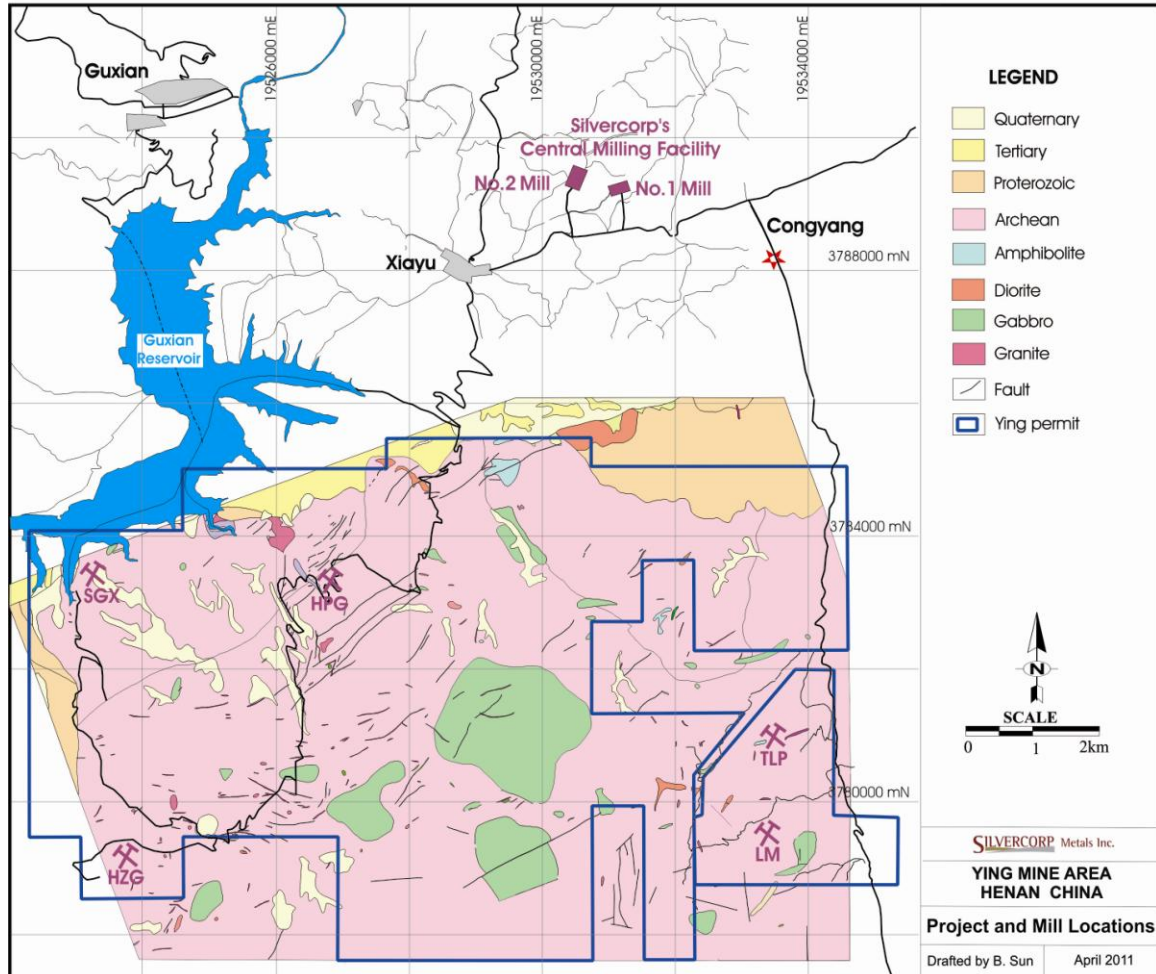 19526000 mE
19530000 mE
19534000 mE
Guxian
Silvercorp's
Central Milling Facility
No.2 Mill
No.1 Mill
Congyang
Xiayu
3788000 mN
Guxian
Reservoir
3784000 mN
SGX
HPG
TLP
3780000 mN
LM
HZG
LEGEND
Quaternary
Tertiary
Proterozoic
Archean
Amphibolite
Diorite
Gabbro
Granite
Fault
Ying permit
N
SCALE
0 1 2km
SILVERCORP Metals Inc.
YING MINE AREA
HENAN CHINA
Project and Mill Locations
Drafted by B. Sun April 2011